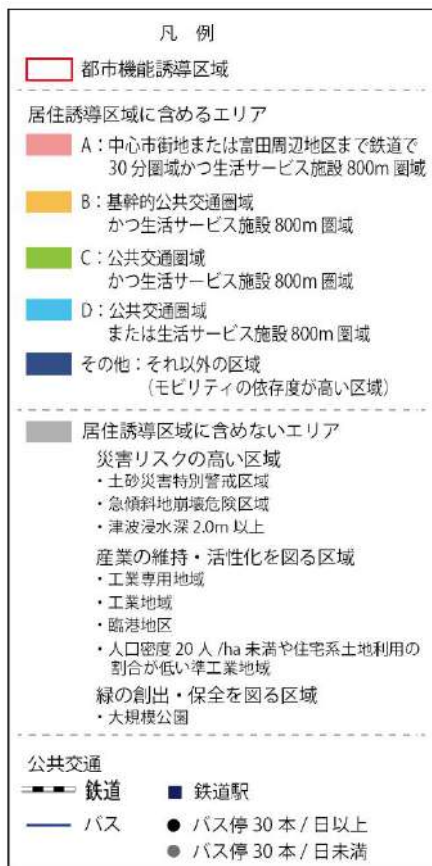 凡 例
都市機能誘導区域
居住誘導区域に含めるエリア
A：中心市街地または富田周辺地区まで鉄道で
30分圏域かつ生活サービス施設800m圏域
B：基幹的公共交通圏域
かつ生活サービス施設800m圏域
C：公共交通圏域
かつ生活サービス施設800m圏域
D：公共交通圏域
または生活サービス施設800m圏域
その他：それ以外の区域
（モビリティの依存度が高い区域）
居住誘導区域に含めないエリア
災害リスクの高い区域
・土砂災害特別警戒区域
・急傾斜地崩壊危険区域
・津波浸水深2.0m以上
産業の維持・活性化を図る区域
・工業専用地域
・工業地域
・臨港地区
・人口密度20人/ha未満や住宅系土地利用の
割合が低い準工業地域
緑の創出・保全を図る区域
・大規模公園
公共交通
鉄道 鉄道駅
バス バス停30本/日以上
バス停30本/日未満